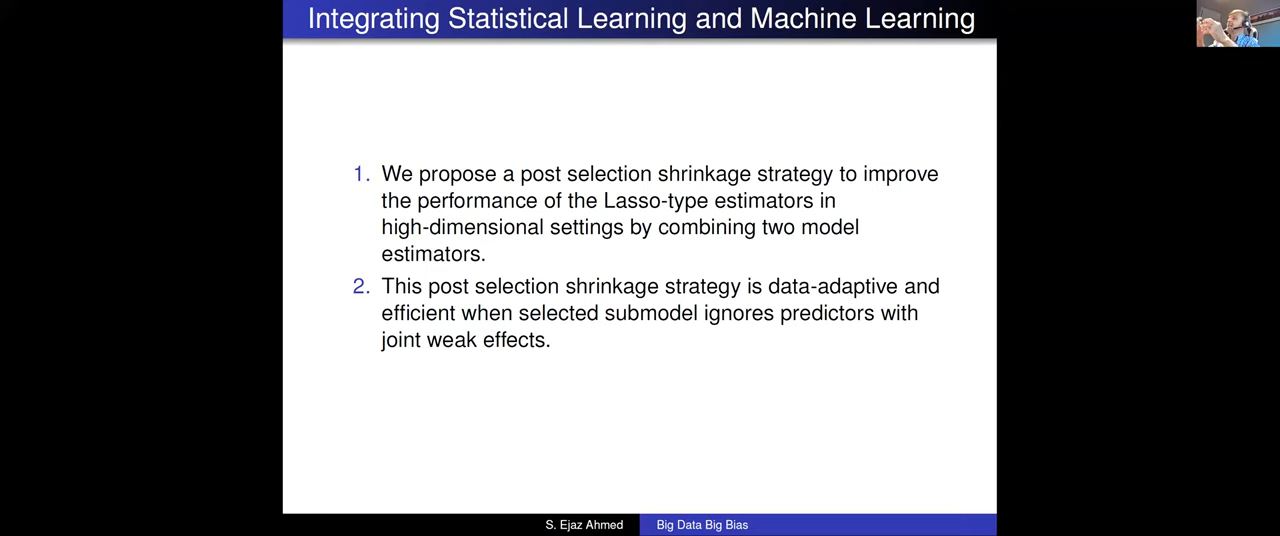 Integrating Statistical Learning and Machine Learning
1. We propose a post selection shrinkage strategy to improve
the performance of the Lasso-type estimators in
high-dimensional settings by combining two model
estimators.
2. This post selection shrinkage strategy is data-adaptive and
efficient when selected submodel ignores predictors with
joint weak effects.
S. Ejaz Ahmed
Big Data Big Bias